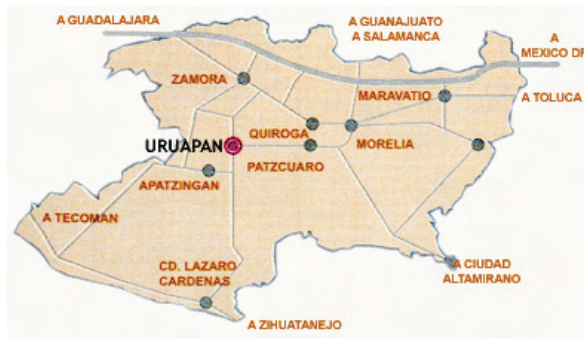 A GUADALAJARA
A GUANAJUATO
A SALAMANCA
A
MEXICO DF
ZAMORA
MARAVATIO
A TOLUCA
QUIROGA
URUAPAN
MORELIA
PATZCUARO
APATZINGAN
A TECOMAN
CD. LAZARO
CARDENAS
A CIUDAD
ALTAMIRANO
A ZIHUATANEJO